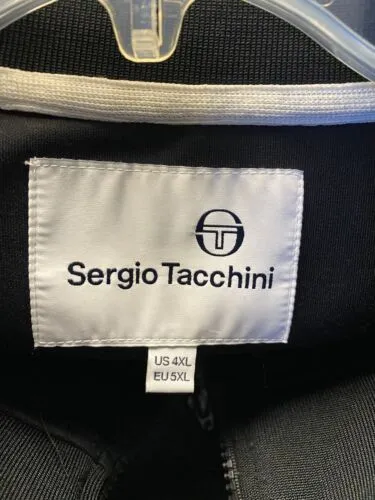 Sergio Tacchini
US 4XL
EU 5XL